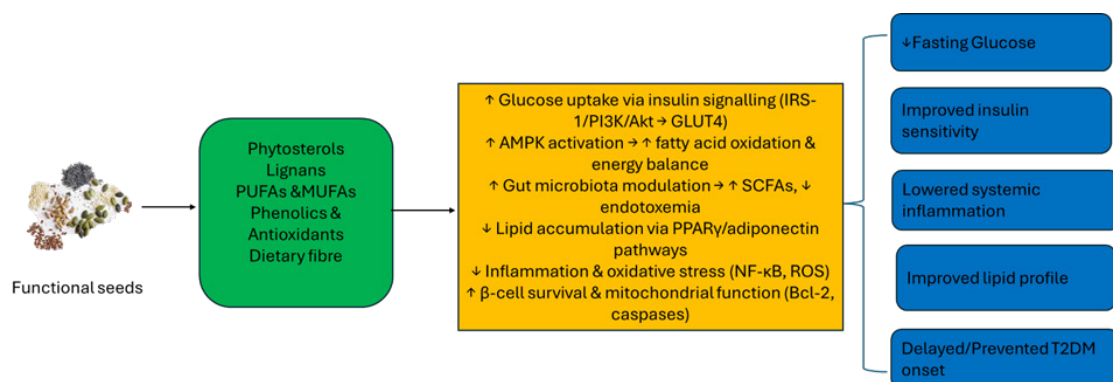 Functional seeds
Phytosterols
Lignans
PUFAs &MUFAs
Phenolics &
Antioxidants
Dietary fibre
↑ Glucose uptake via insulin signalling (IRS-
1/PI3K/Akt → GLUT4)
↑ AMPK activation → ↑ fatty acid oxidation &
energy balance
↑ Gut microbiota modulation → ↑ SCFAs, ↓
endotoxemia
↓ Lipid accumulation via PPARγ/adiponectin
pathways
↓ Inflammation & oxidative stress (NF-κB, ROS)
↑ β-cell survival & mitochondrial function (Bcl-2,
caspases)
↓Fasting Glucose
Improved insulin
sensitivity
Lowered systemic
inflammation
Improved lipid profile
Delayed/Prevented T2DM
onset